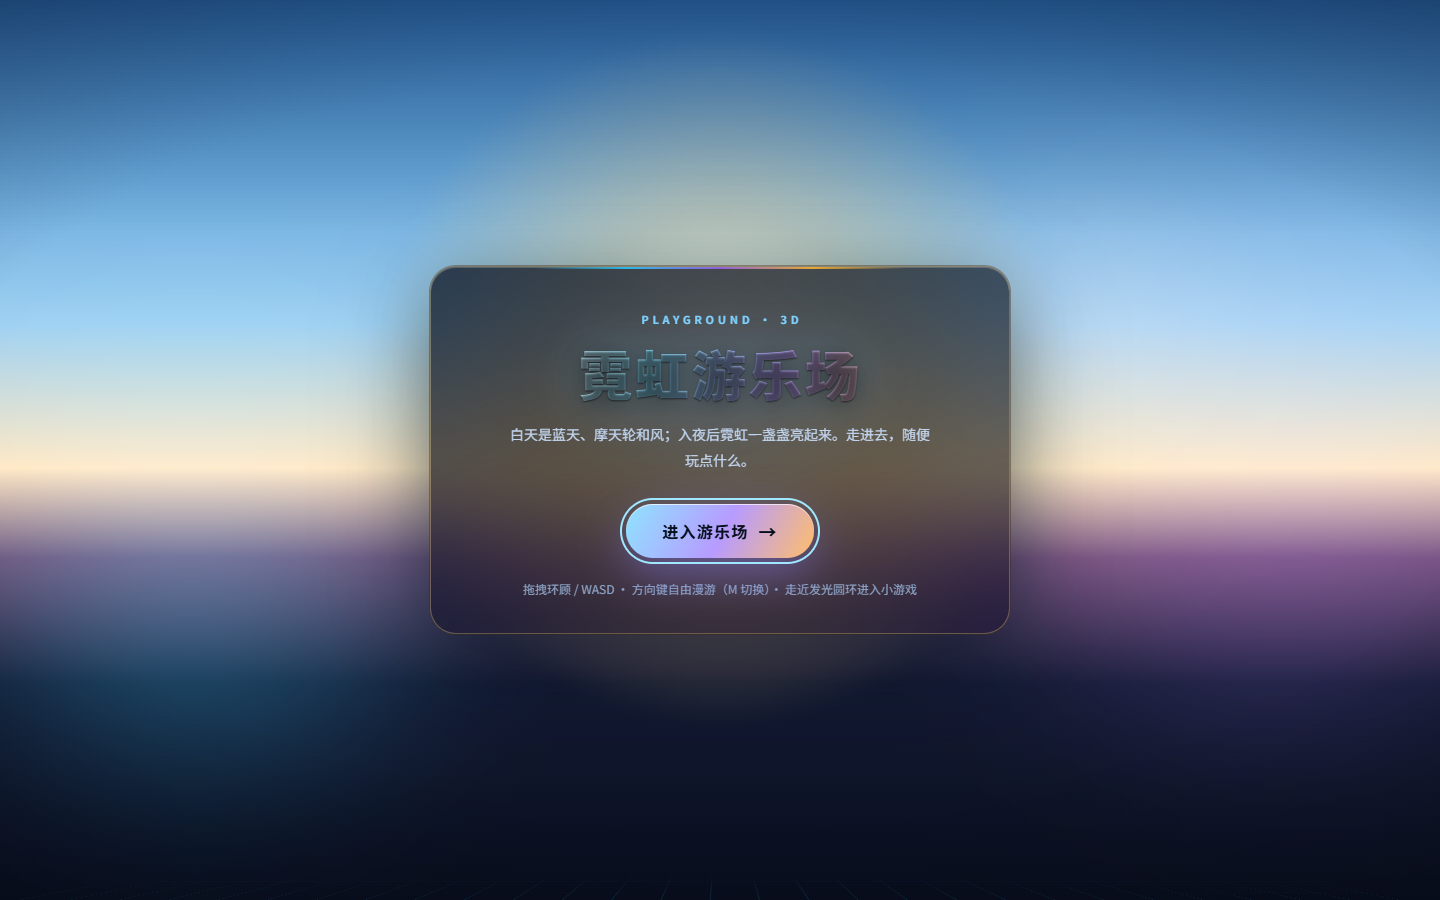 PLAYGROUND • 3D
霓虹游乐场
白天是蓝天、摩天轮和风；入夜后霓虹一盏盏亮起来。走进去，随便
玩点什么。
进入游乐场 →
拖拽环顾 / WASD · 方向键自由漫游（M 切换）· 走近发光圆环进入小游戏